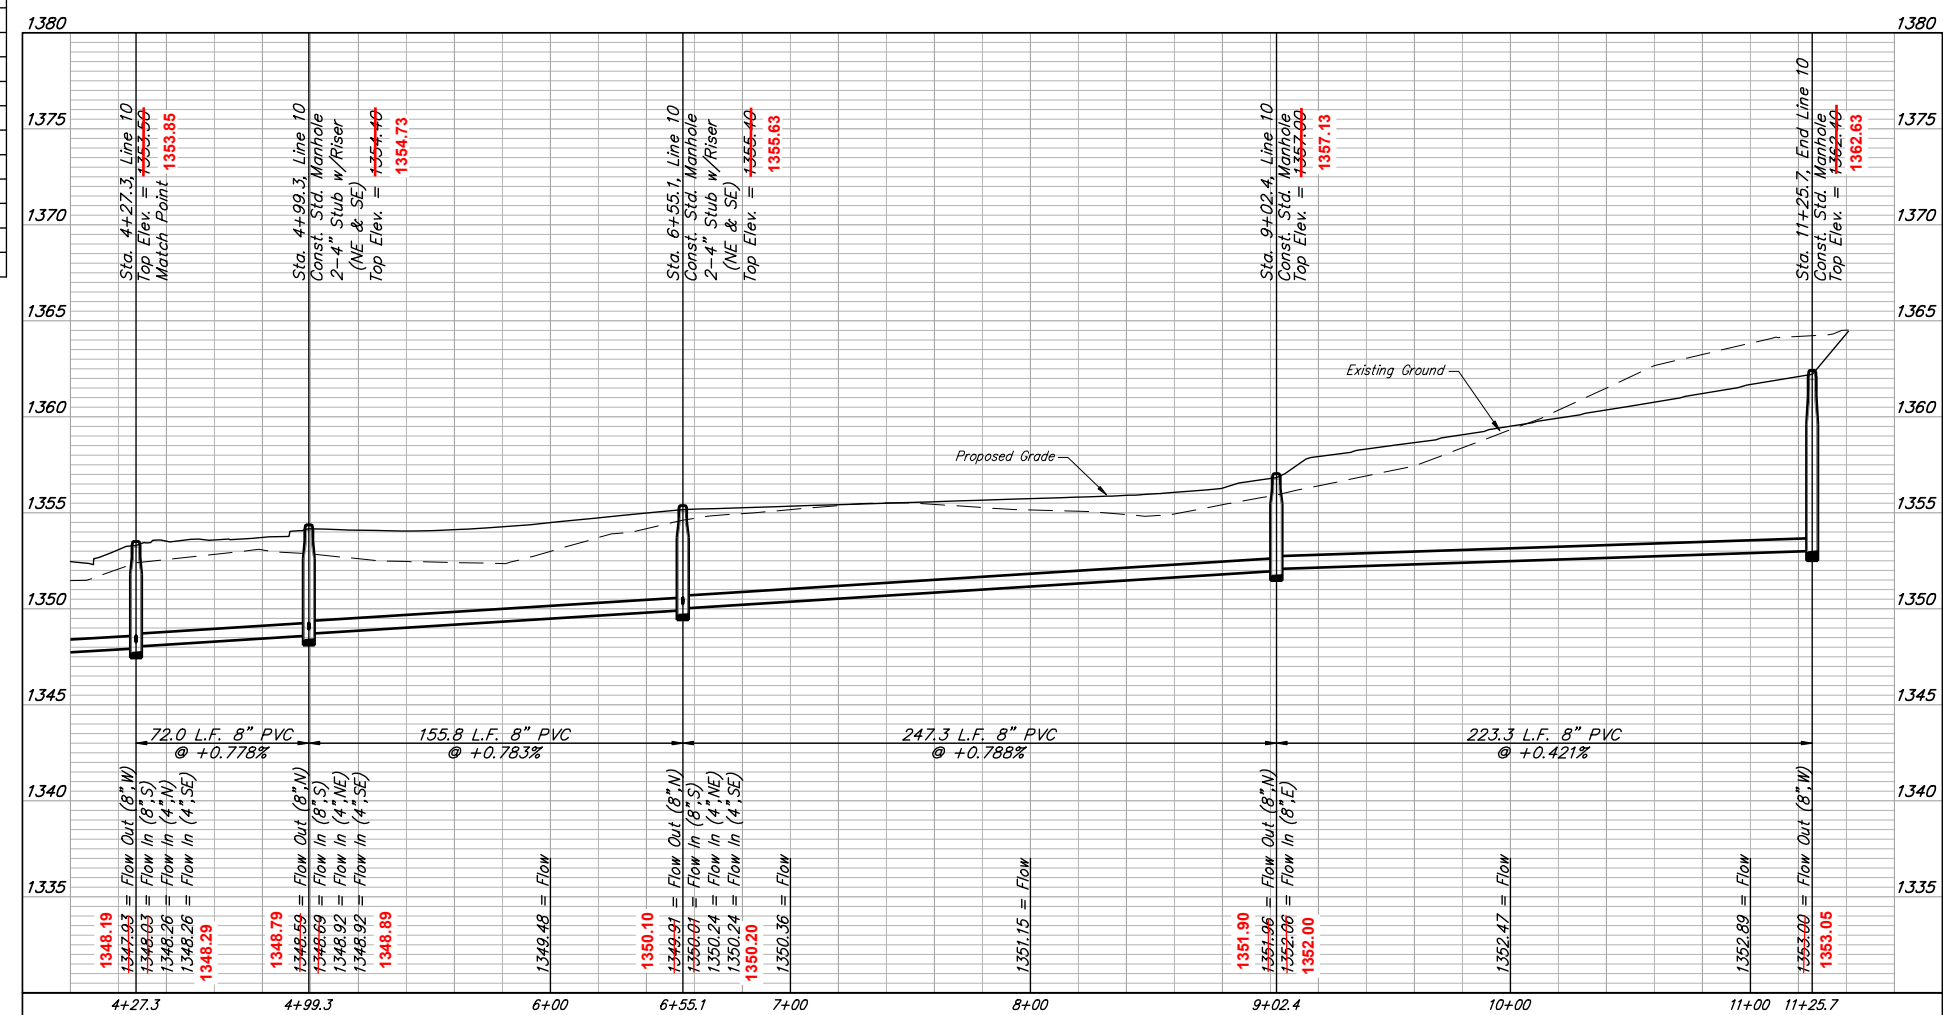 1380
1380
1375
1375
1370
1370
1365
1365
1360
1360
1355
1355
1350
1350
1345
1345
1340
1340
1335
1335
Sta. 4+27.3, Line 10
Top Elev. = 1353.50
1353.85
Match Point
Sta. 4+99.3, Line 10
Const. Std. Manhole
2-4" Stub w/Riser
(NE & SE)
Top Elev. = 1354.40
1354.73
Sta. 6+55.1, Line 10
Const. Std. Manhole
2-4" Stub w/Riser
(NE & SE)
Top Elev. = 1355.40
1355.63
Sta. 9+02.4, Line 10
Const. Std. Manhole
Top Elev. = 1357.00
1357.13
Sta. 11+25.7, End Line 10
Const. Std. Manhole
Top Elev. = 1362.40
1362.63
Existing Ground
Proposed Grade
72.0 L.F. 8" PVC
@ +0.778%
155.8 L.F. 8" PVC
@ +0.783%
247.3 L.F. 8" PVC
@ +0.788%
223.3 L.F. 8" PVC
@ +0.421%
1348.19
1347.93 = Flow Out (8",W)
1348.03 = Flow In (8",S)
1348.26 = Flow In (4",N)
1348.26 = Flow In (4",SE)
1348.29
1348.79
1348.59 = Flow Out (8",N)
1348.69 = Flow In (8",S)
1348.92 = Flow In (4",NE)
1348.92 = Flow In (4",SE)
1348.89
1349.48 = Flow
1350.10
1349.91 = Flow Out (8",N)
1350.01 = Flow In (8",S)
1350.24 = Flow In (4",NE)
1350.24 = Flow In (4",SE)
1350.20
1350.36 = Flow
1351.15 = Flow
1351.90
1351.96 = Flow Out (8",N)
1352.06 = Flow In (8",E)
1352.00
1352.47 = Flow
1352.89 = Flow
1353.00 = Flow Out (8",W)
1353.05
4+27.3
4+99.3
6+00
6+55.1
7+00
8+00
9+02.4
10+00
11+00
11+25.7